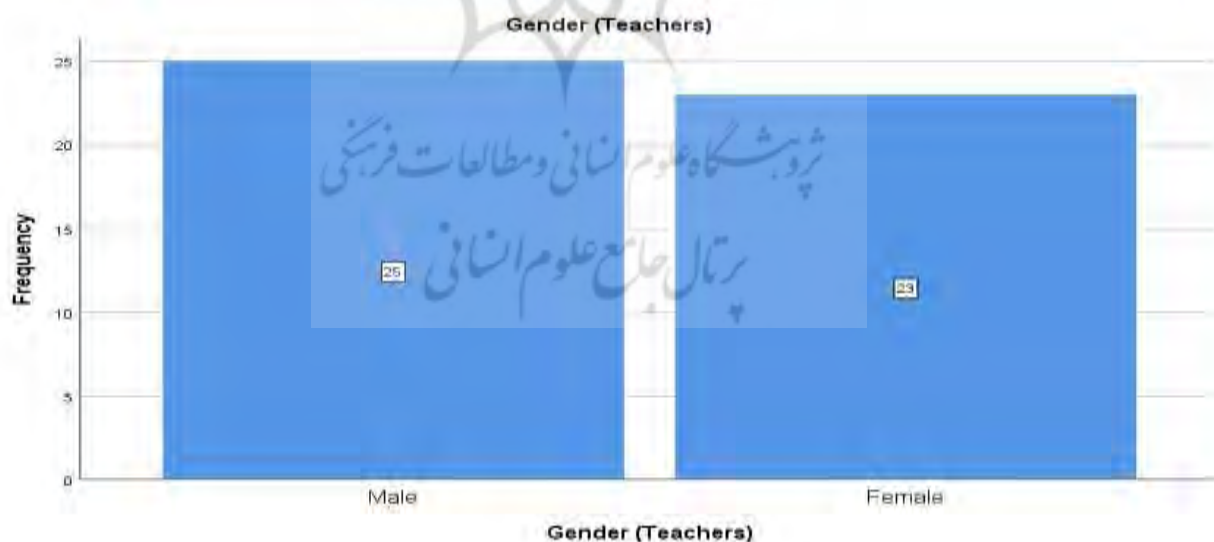 Gender (Teachers)
25
20
15
10
5
0
Frequency
پژوهشگاه علوم انسانی و مطالعات فرهنگی
پرتال جامع علوم انسانی
25
23
Male
Female
Gender (Teachers)